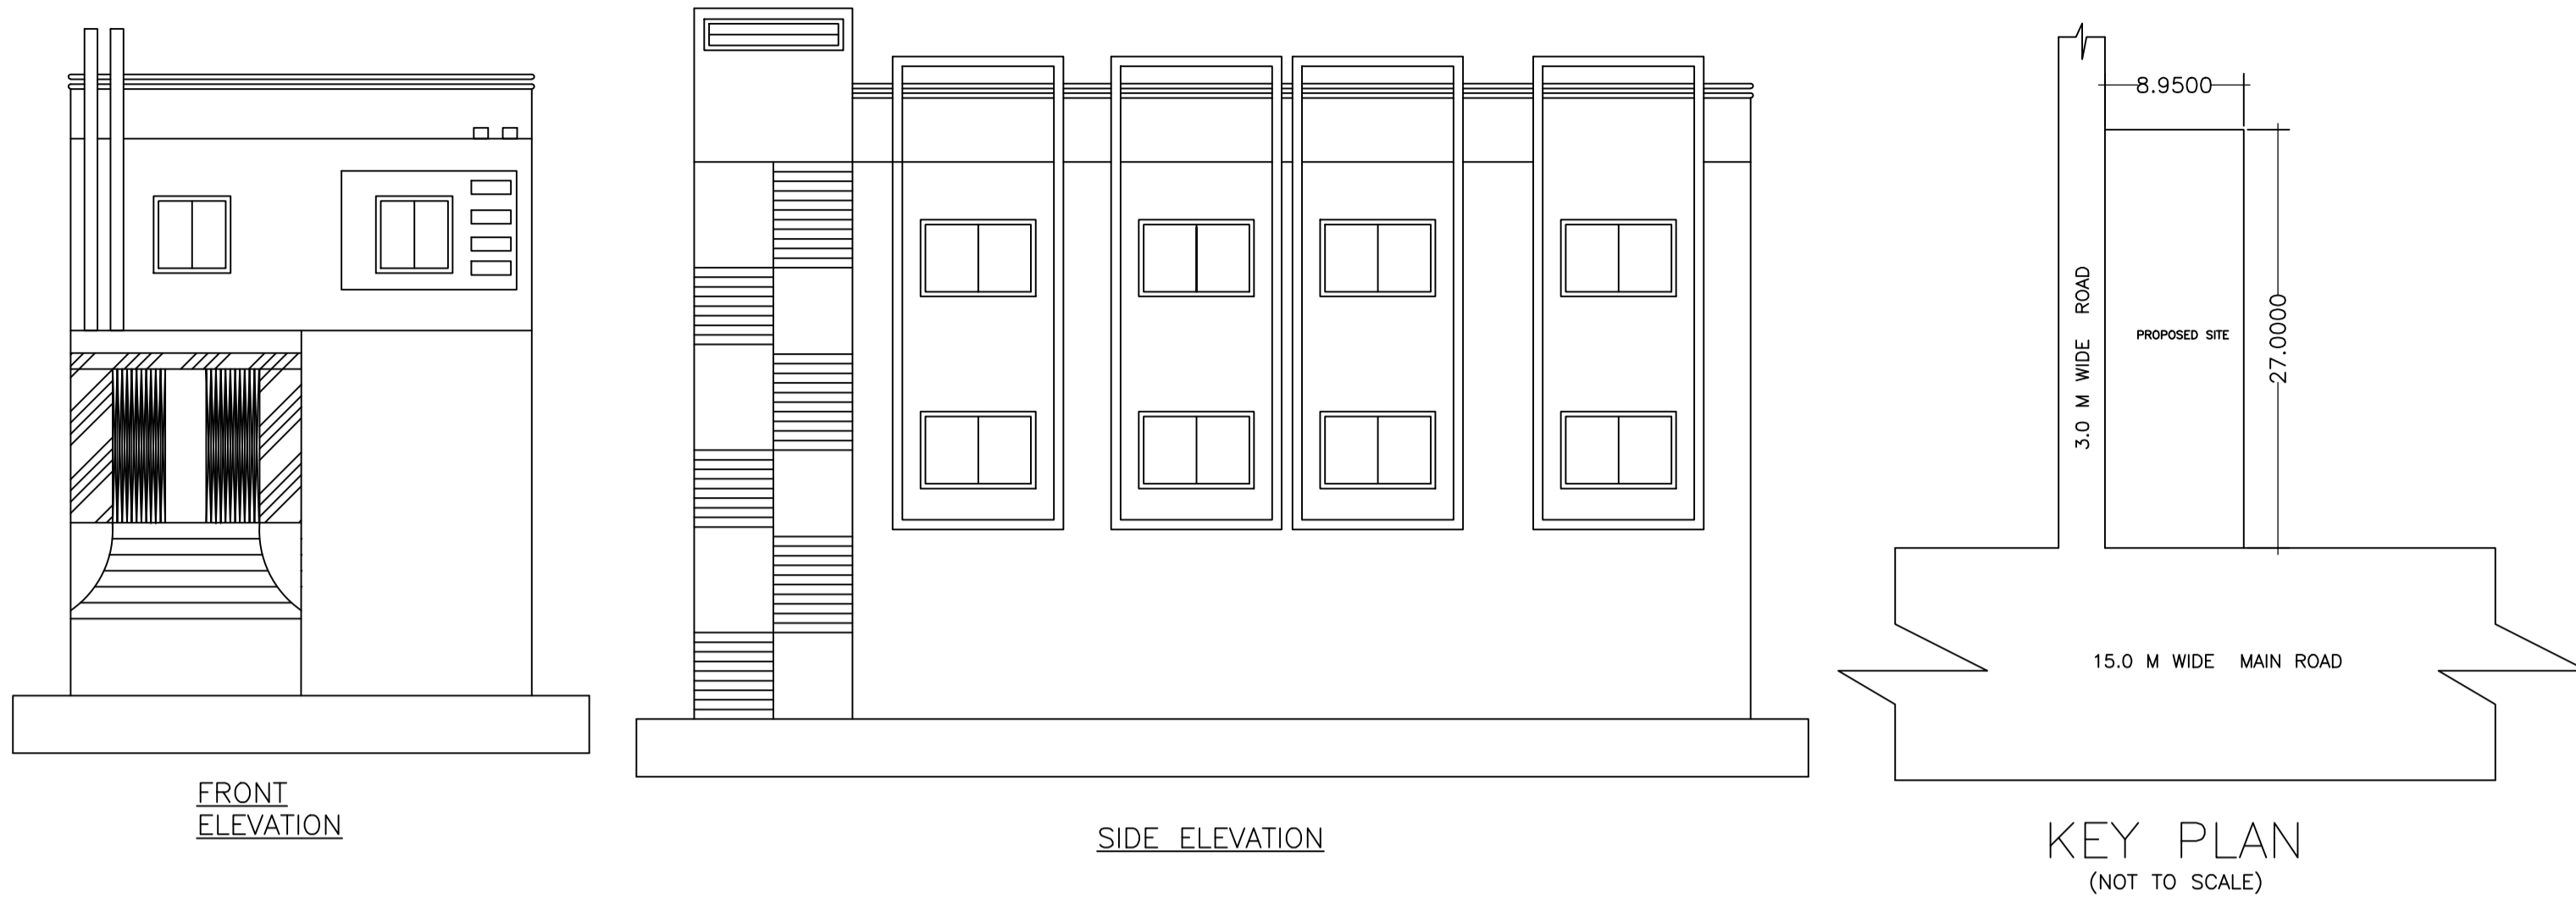 FRONT
ELEVATION
SIDE ELEVATION
8.9500
3.0 M WIDE ROAD
PROPOSED SITE
27.0000
15.0 M WIDE MAIN ROAD
KEY PLAN
(NOT TO SCALE)